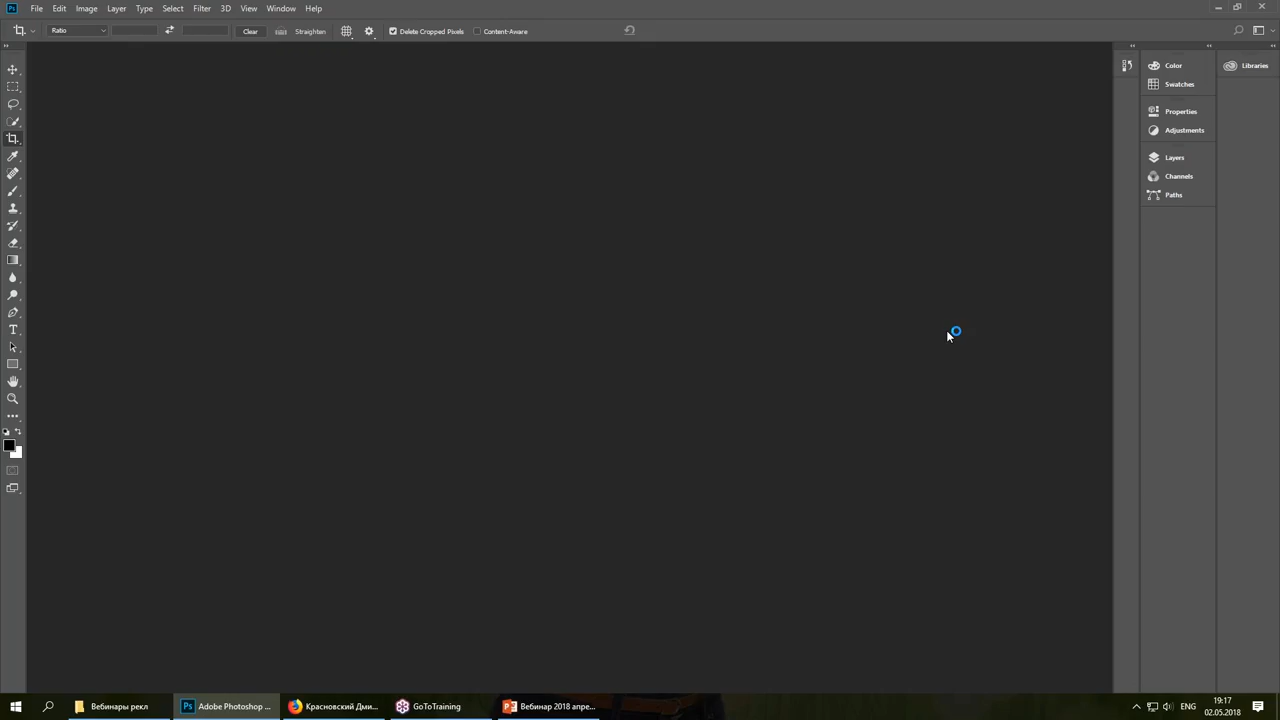 Ps File Edit Image Layer Type Select Filter 3D View Window Help
Ratio Clear Straighten Delete Cropped Pixels Content-Aware
Color
Swatches
Properties
Adjustments
Layers
Channels
Paths
Libraries
T
Вебинары рекл Ps Adobe Photoshop ... Красновский Дми... GoToTraining Вебинар 2018 апре... ENG 19:17
02.05.2018